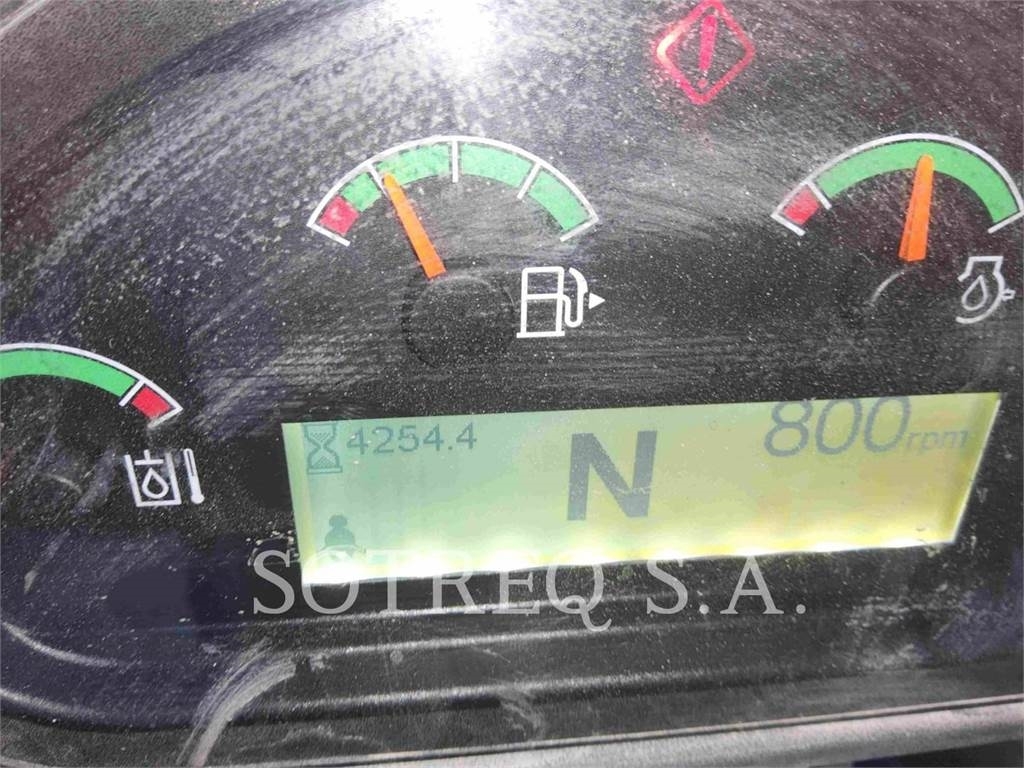 4254.4 N 800rpm
SOTREQ S.A.